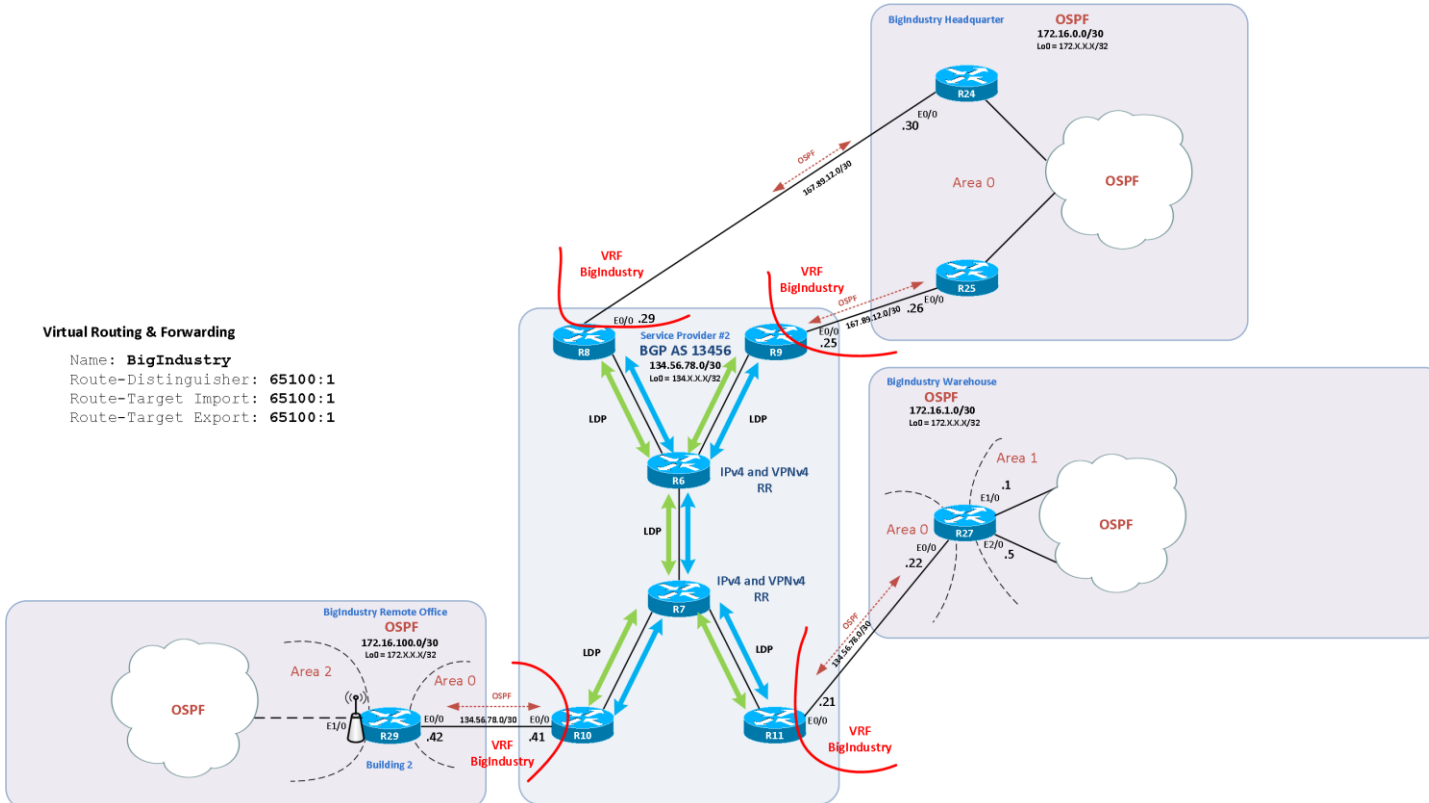 BigIndustry Headquarter
OSPF
172.16.0.0/30
Lo0 = 172.X.X.X/32
R24
E0/0
.30
OSPF
167.89.12.0/30
Area 0
OSPF
VRF
BigIndustry
VRF
BigIndustry
R25
E0/0
.26
OSPF
167.89.12.0/30
E0/0
.25
E0/0 .29
R8
R9
Service Provider #2
BGP AS 13456
134.56.78.0/30
Lo0 = 134.X.X.X/32
Virtual Routing & Forwarding
Name: BigIndustry
Route-Distinguisher: 65100:1
Route-Target Import: 65100:1
Route-Target Export: 65100:1
LDP
LDP
R6
IPv4 and VPNv4
RR
LDP
R7
IPv4 and VPNv4
RR
LDP
LDP
BigIndustry Warehouse
OSPF
172.16.1.0/30
Lo0 = 172.X.X.X/32
Area 1
.1
E1/0
Area 0
R27
OSPF
E0/0
.22
E2/0
.5
OSPF
134.56.78.0/30
.21
E0/0
R11
VRF
BigIndustry
BigIndustry Remote Office
OSPF
172.16.100.0/30
Lo0 = 172.X.X.X/32
Area 2
Area 0
OSPF
E1/0
R29
E0/0
.42
Building 2
OSPF
134.56.78.0/30
E0/0
.41
R10
VRF
BigIndustry